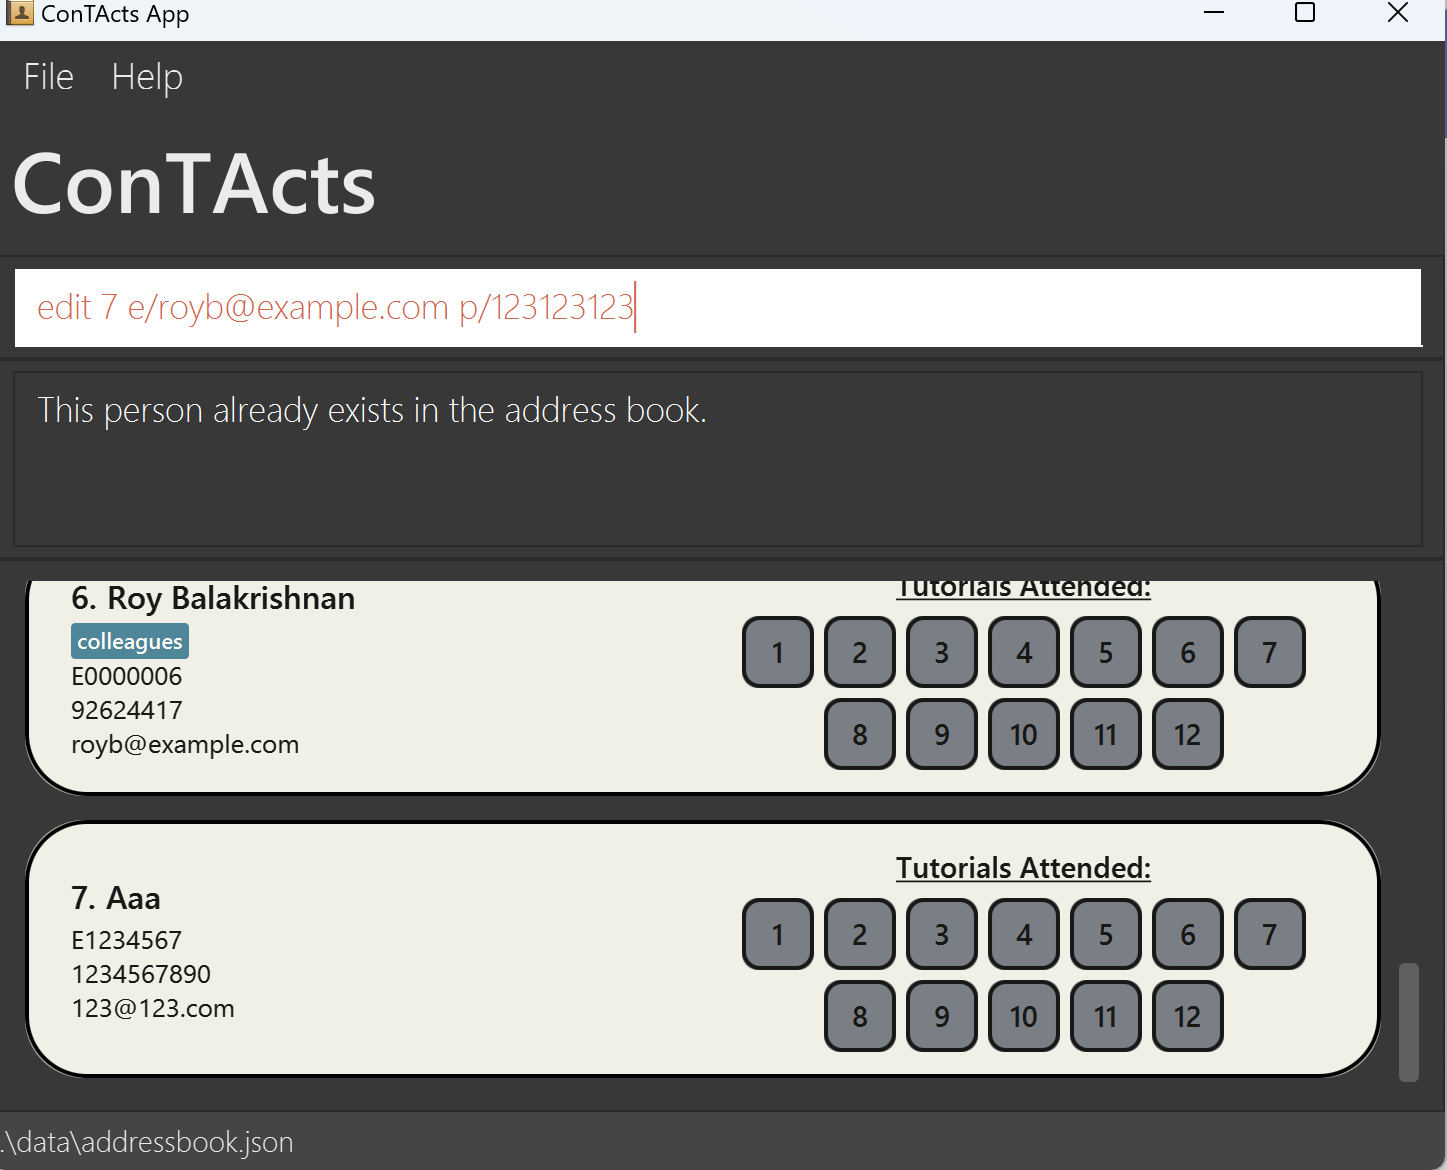 ConTActs App
File Help
ConTActs
edit 7 e/royb@example.com p/123123123
This person already exists in the address book.
6. Roy Balakrishnan
colleagues
E0000006
92624417
royb@example.com
Tutorials Attended:
1 2 3 4 5 6 7
8 9 10 11 12
7. Aaa
E1234567
1234567890
123@123.com
Tutorials Attended:
1 2 3 4 5 6 7
8 9 10 11 12
.\data\addressbook.json